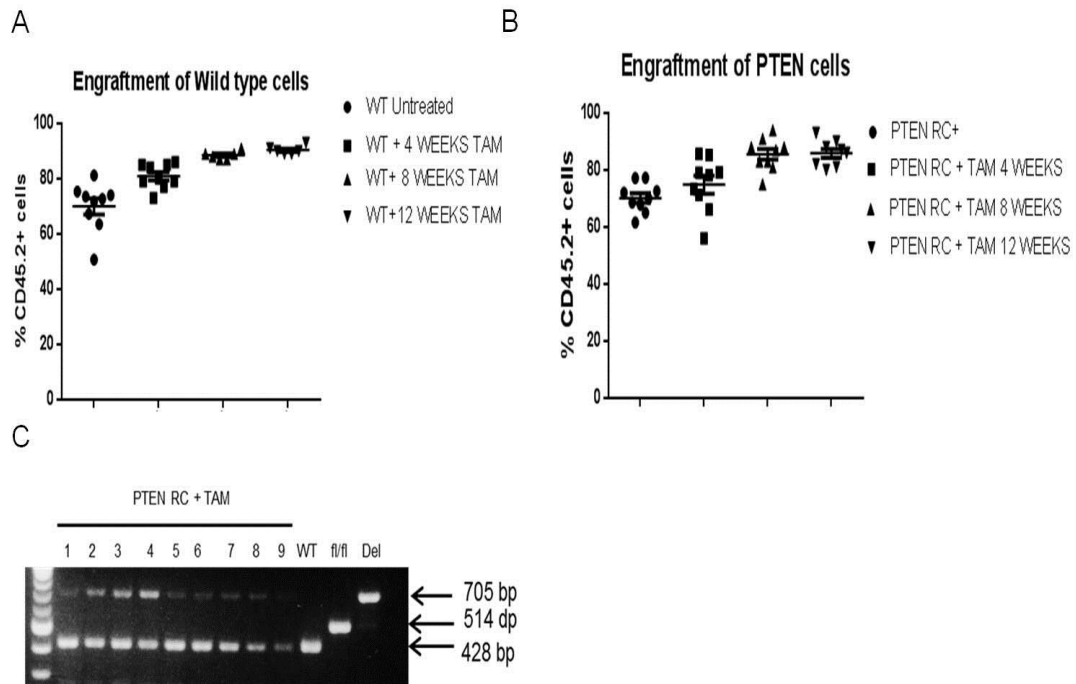 A
Engraftment of Wild type cells
% CD45.2+ cells
100
80
60
40
20
0
WT Untreated
WT + 4 WEEKS TAM
WT+ 8 WEEKS TAM
WT+12 WEEKS TAM
B
Engraftment of PTEN cells
% CD45.2+ cells
100
80
60
40
20
0
PTEN RC+
PTEN RC + TAM 4 WEEKS
PTEN RC + TAM 8 WEEKS
PTEN RC + TAM 12 WEEKS
C
PTEN RC + TAM
1 2 3 4 5 6 7 8 9 WT fl/fl Del
705 bp
514 dp
428 bp